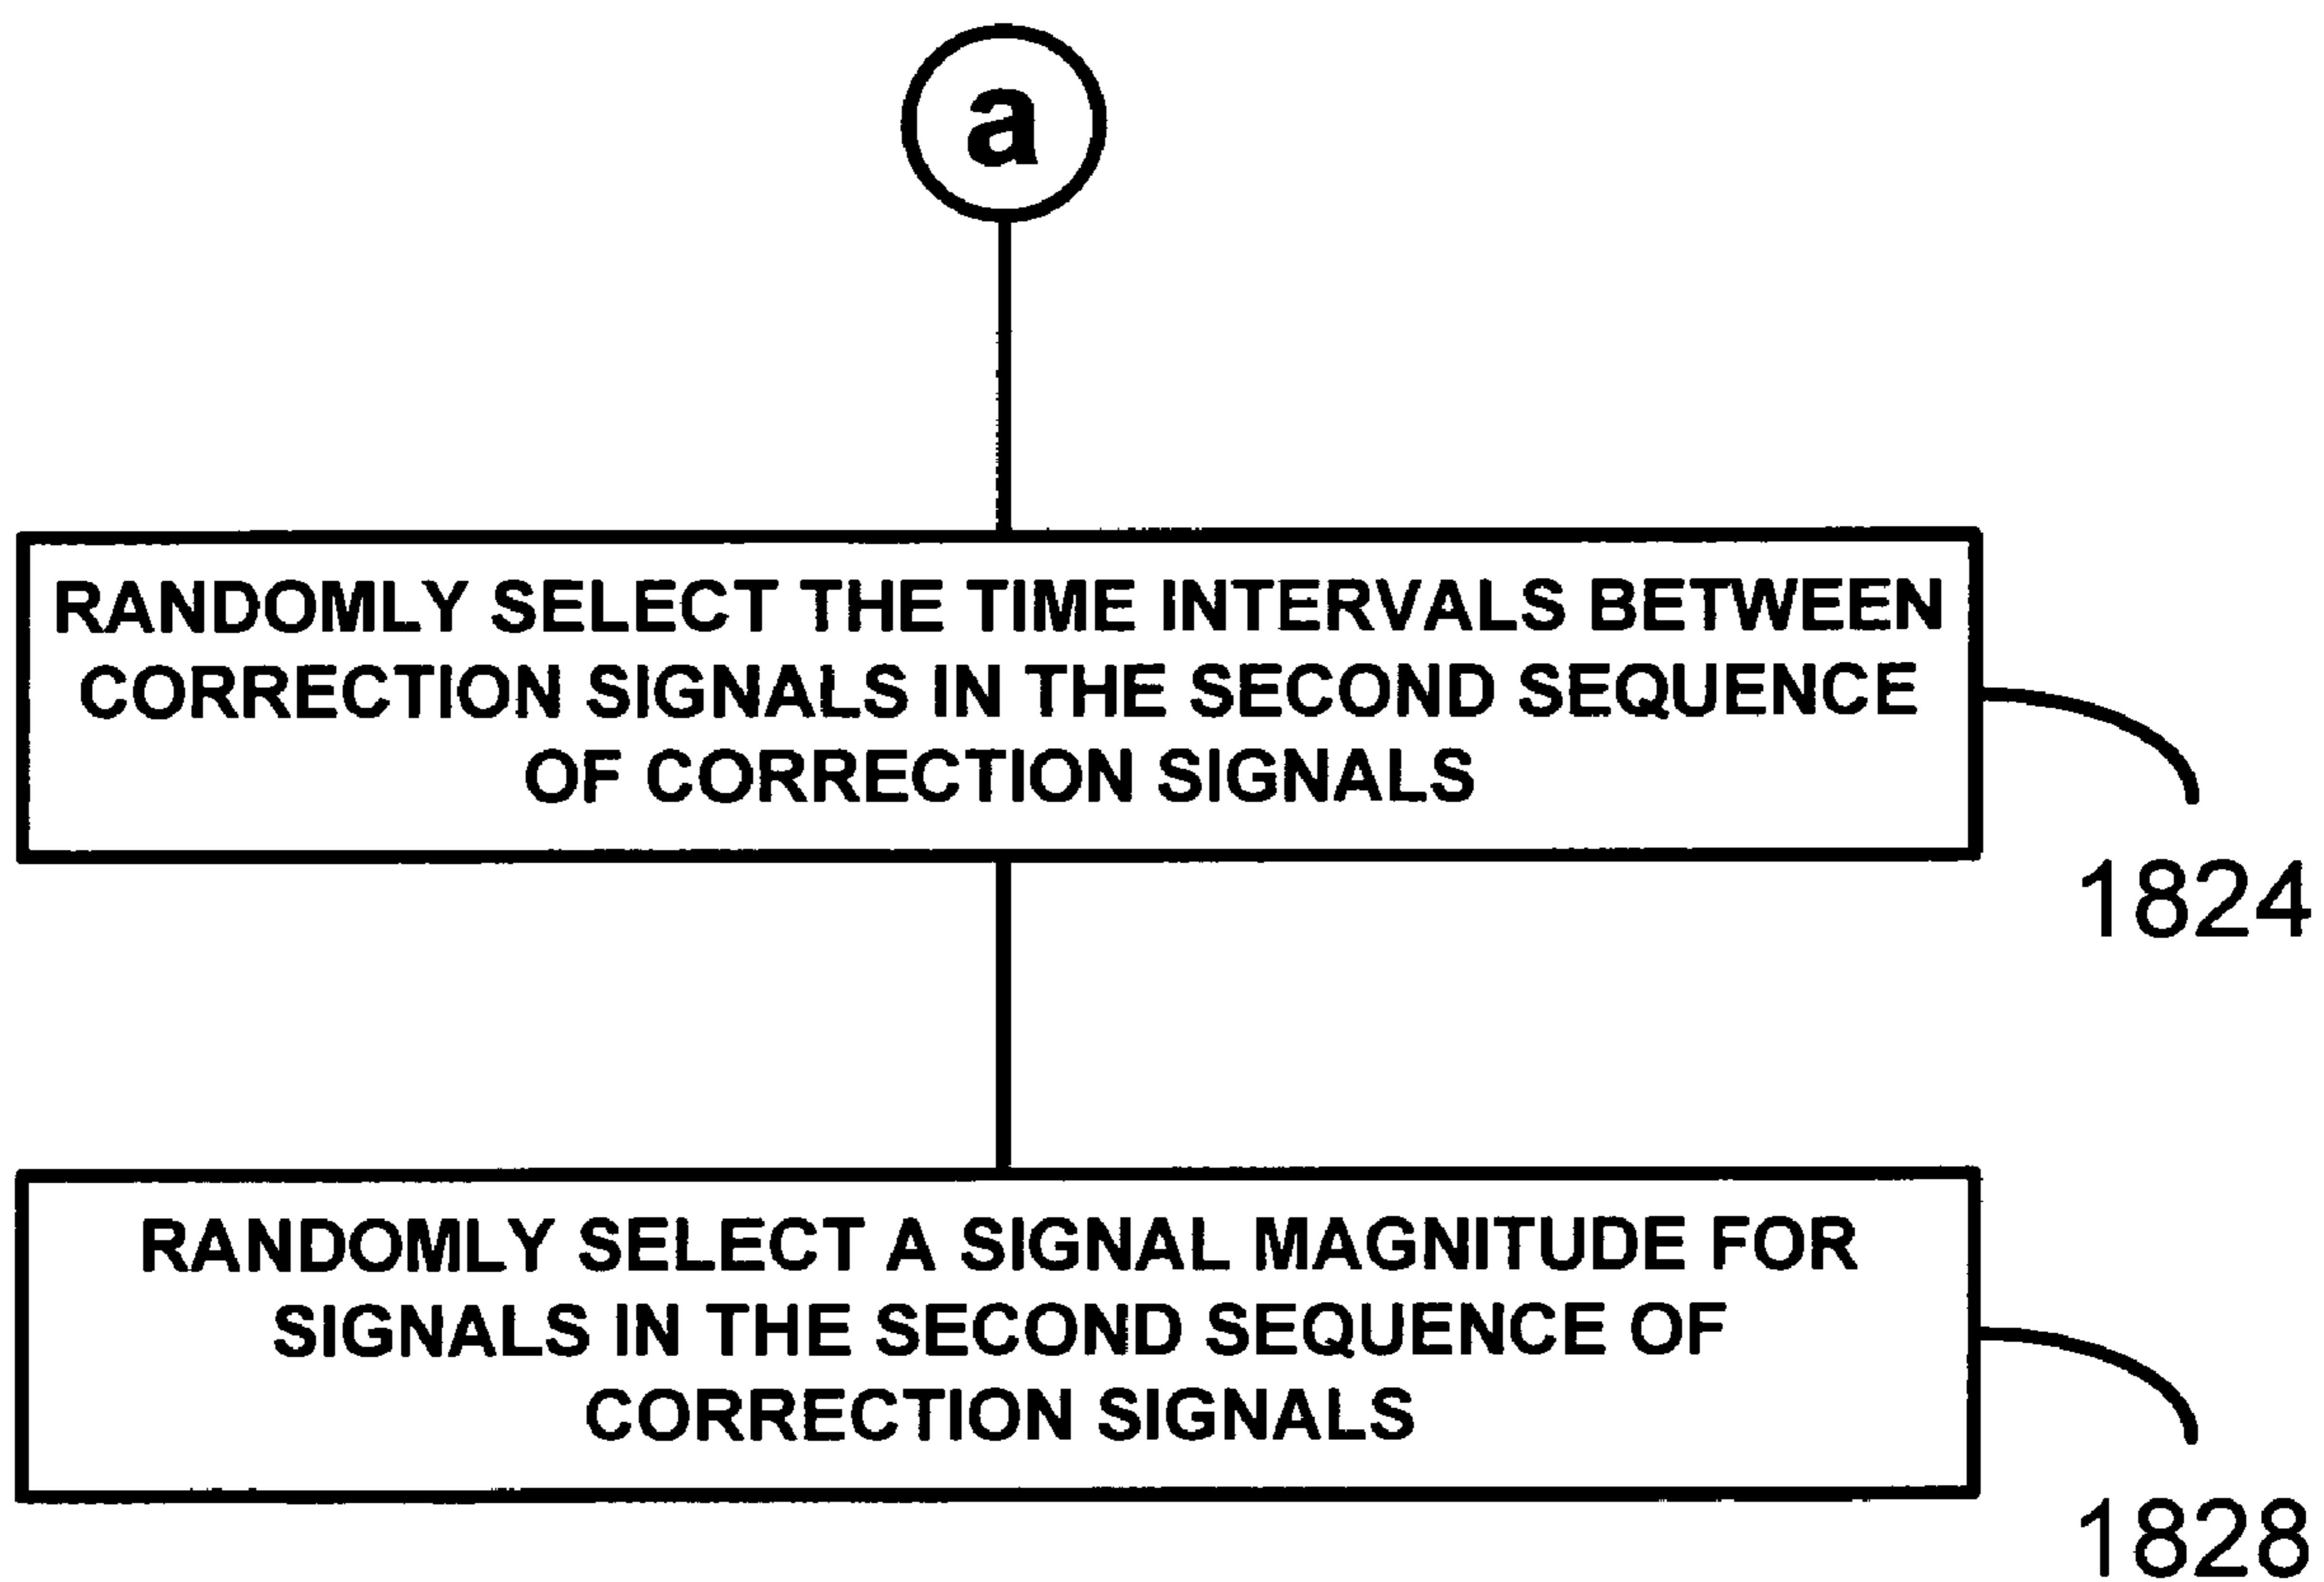 a
RANDOMLY SELECT THE TIME INTERVALS BETWEEN
CORRECTION SIGNALS IN THE SECOND SEQUENCE
OF CORRECTION SIGNALS
1824
RANDOMLY SELECT A SIGNAL MAGNITUDE FOR
SIGNALS IN THE SECOND SEQUENCE OF
CORRECTION SIGNALS
1828